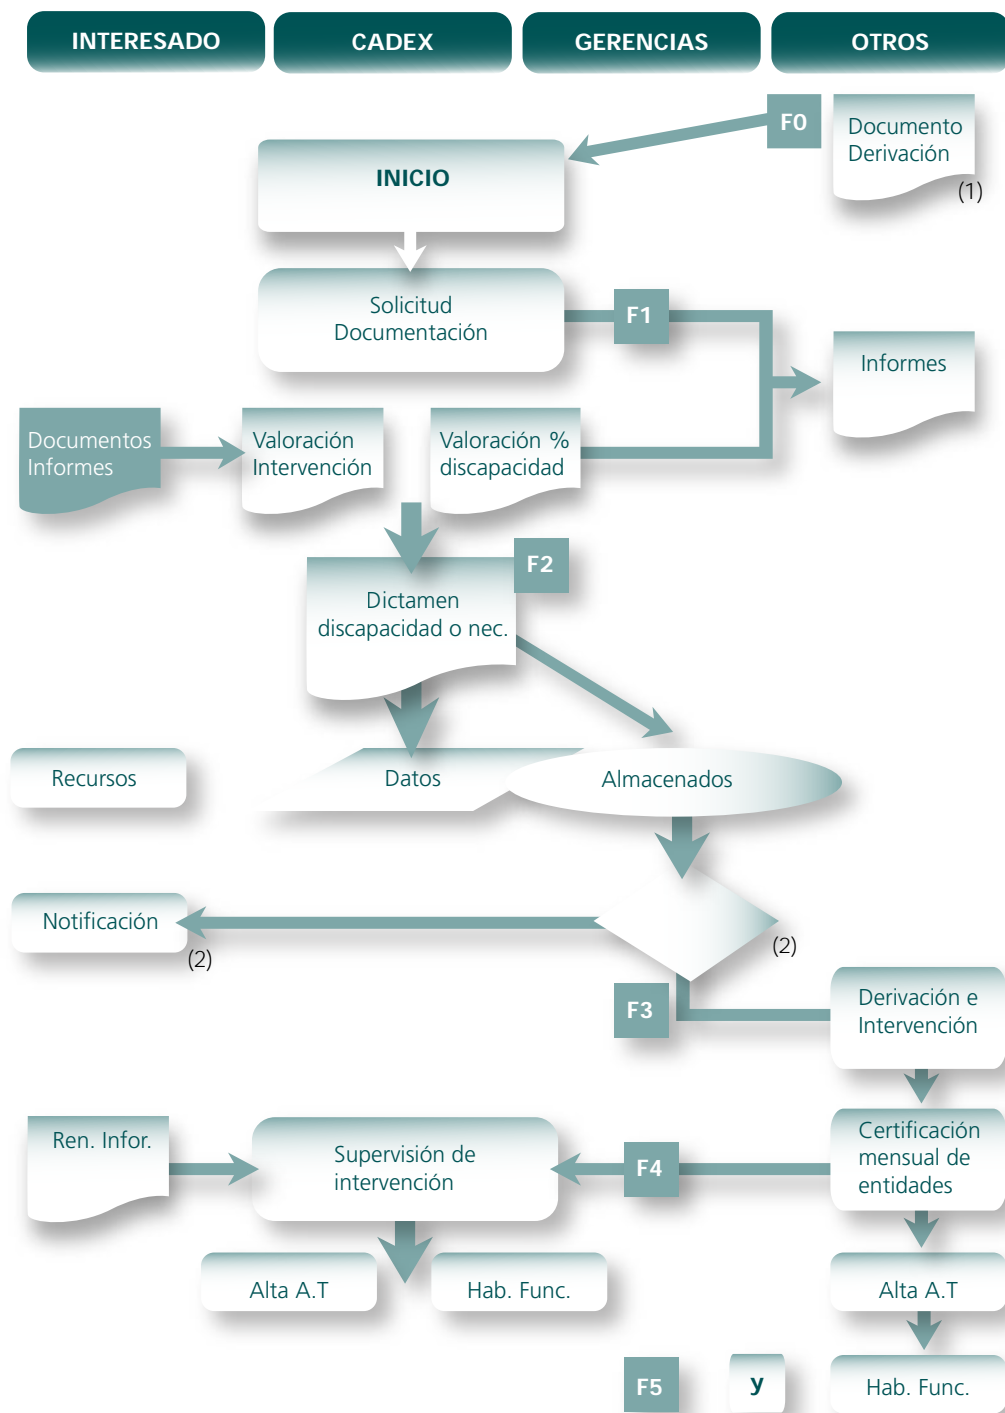 INTERESADO
CADEX
GERENCIAS
OTROS
F0
Documento
Derivación
(1)
INICIO
Solicitud
Documentación
F1
Informes
Documentos
Informes
Valoración
Intervención
Valoración %
discapacidad
F2
Dictamen
discapacidad o nec.
Recursos
Datos
Almacenados
Notificación
(2)
(2)
F3
Derivación e
Intervención
Ren. Infor.
Supervisión de
intervención
F4
Certificación
mensual de
entidades
Alta A.T
Hab. Func.
Alta A.T
F5
y
Hab. Func.